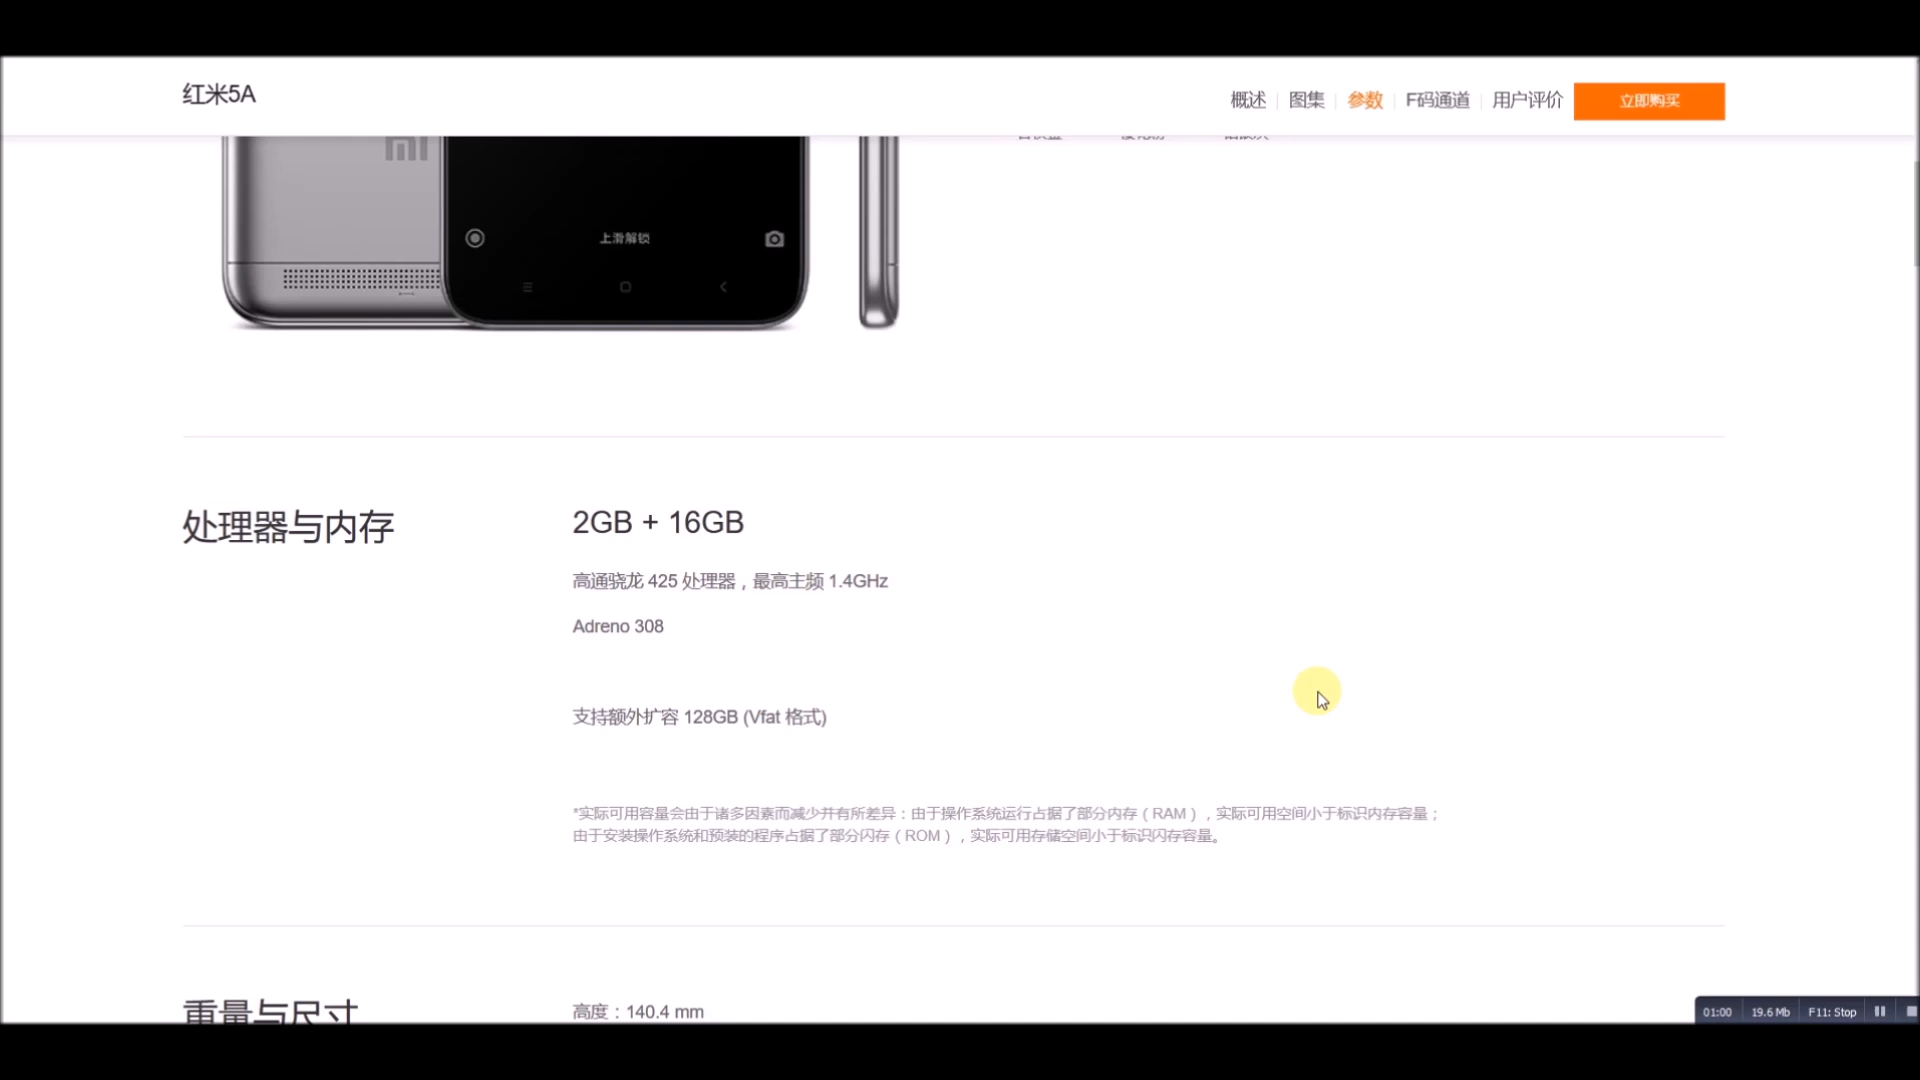 红米5A
概述
图集
参数
F码通道
用户评价
立即购买
mi
上滑解锁
处理器与内存
2GB + 16GB
高通骁龙 425 处理器，最高主频 1.4GHz
Adreno 308
支持额外扩容 128GB (Vfat 格式)
*实际可用容量会由于诸多因素而减少并有所差异：由于操作系统运行占据了部分内存（RAM），实际可用空间小于标识内存容量；
由于安装操作系统和预装的程序占据了部分闪存（ROM），实际可用存储空间小于标识闪存容量。
重量与尺寸
高度：140.4 mm
01:00
19.6 Mb
F11: Stop